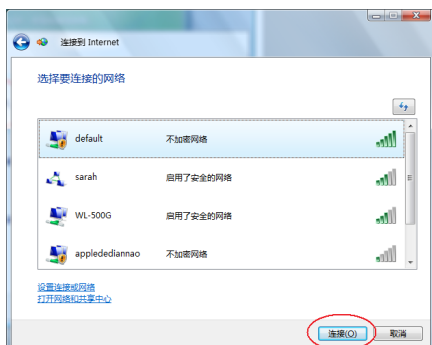 连接到 Internet
选择要连接的网络
default 不加密网络
sarah 启用了安全的网络
WL-500G 启用了安全的网络
appledediannao 不加密网络
设置连接或网络
打开网络和共享中心
连接(O) 取消